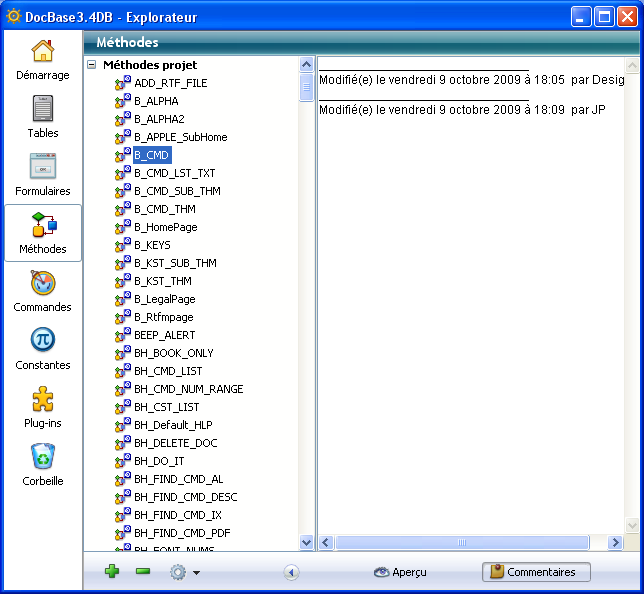 DocBase3.4DB - Explorateur
Méthodes
Démarrage
Tables
Formulaires
Méthodes
Commandes
Constantes
Plug-ins
Corbeille
Méthodes projet
ADD_RTF_FILE
B_ALPHA
B_ALPHA2
B_APPLE_SubHome
B_CMD
B_CMD_LST_TXT
B_CMD_SUB_THM
B_CMD_THM
B_HomePage
B_KEYS
B_KST_SUB_THM
B_KST_THM
B_LegalPage
B_Rtfmpage
BEEP_ALERT
BH_BOOK_ONLY
BH_CMD_LIST
BH_CMD_NUM_RANGE
BH_CST_LIST
BH_Default_HLP
BH_DELETE_DOC
BH_DO_IT
BH_FIND_CMD_AL
BH_FIND_CMD_DESC
BH_FIND_CMD_IX
BH_FIND_CMD_PDF
BH_FONT_NUMS
Modifié(e) le vendredi 9 octobre 2009 à 18:05 par Desig
Modifié(e) le vendredi 9 octobre 2009 à 18:09 par JP
Aperçu
Commentaires